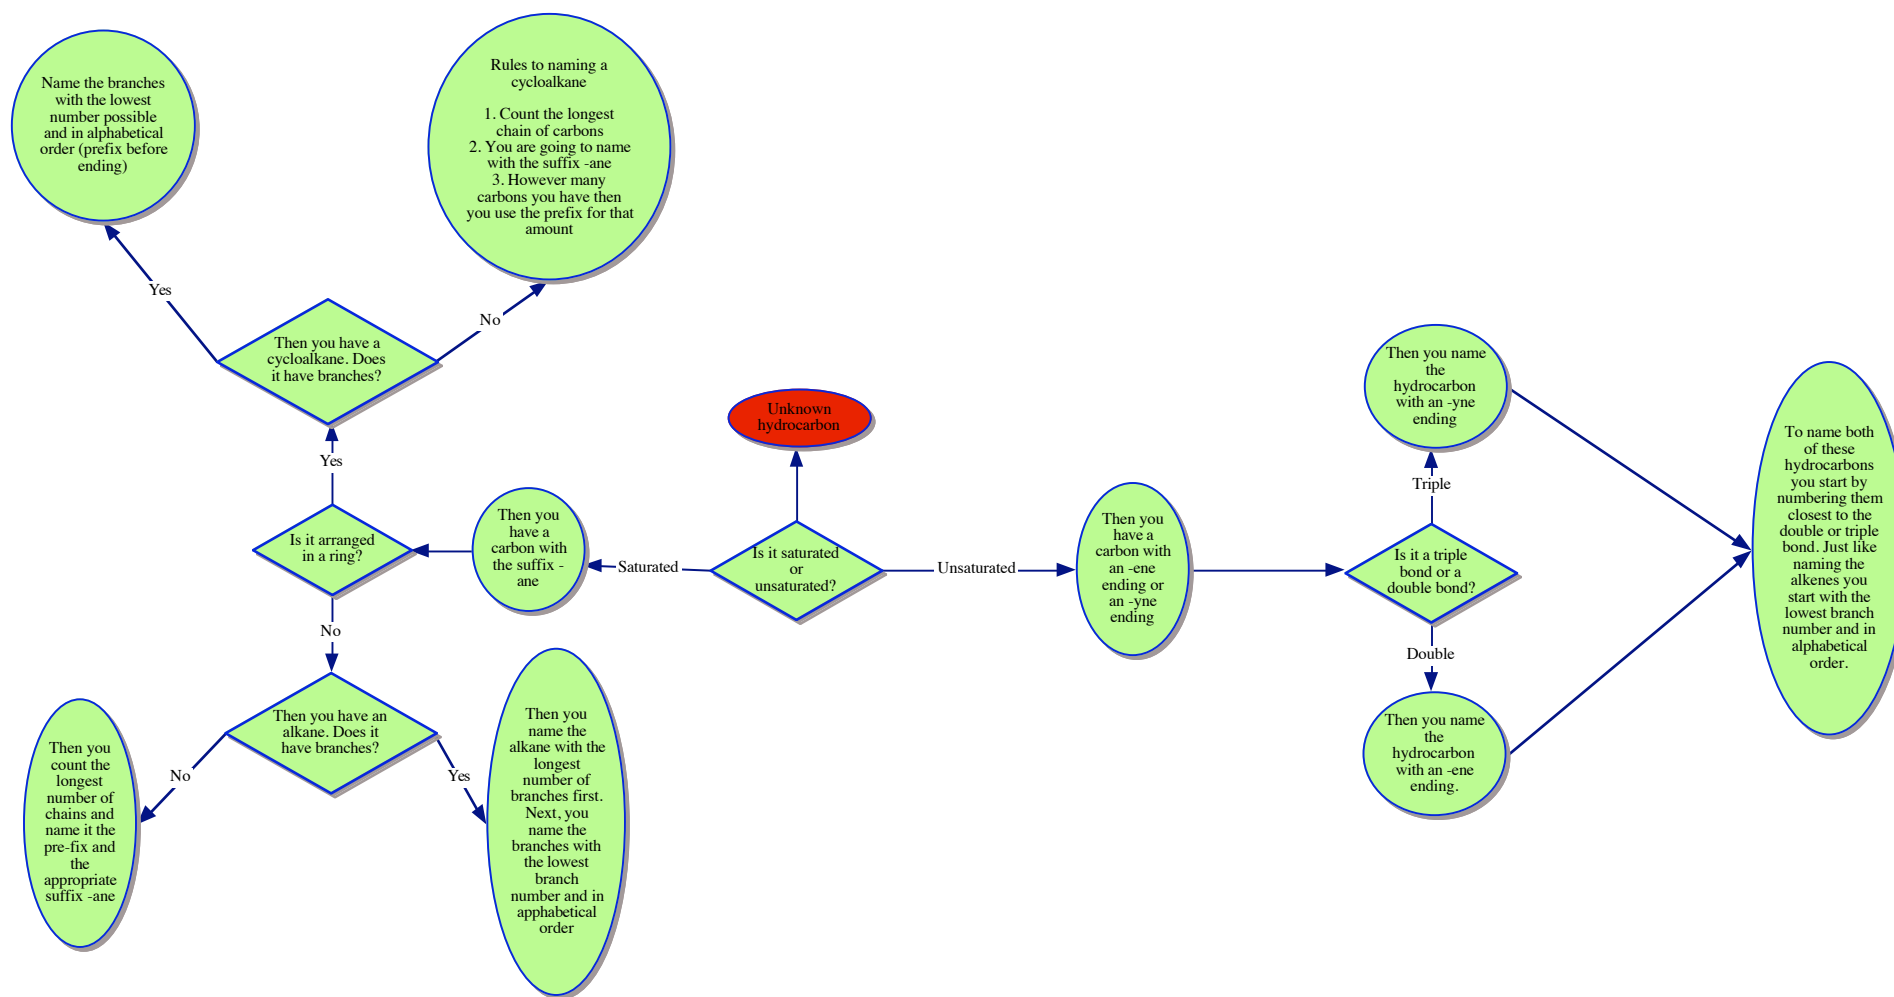 Name the branches
with the lowest
number possible
and in alphabetical
order (prefix before
ending)
Rules to naming a
cycloalkane
1. Count the longest
chain of carbons
2. You are going to name
with the suffix -ane
3. However many
carbons you have then
you use the prefix for that
amount
Yes
No
Then you have a
cycloalkane. Does
it have branches?
Yes
Is it arranged
in a ring?
No
Then you have an
alkane. Does it
have branches?
No
Yes
Then you
count the
longest
number of
chains and
name it the
pre-fix and
the
appropriate
suffix -ane
Then you
name the
alkane with the
longest
number of
branches first.
Next, you
name the
branches with
the lowest
branch
number and in
apphabetical
order
Then you
have a
carbon with
the suffix -
ane
Saturated
Unknown
hydrocarbon
Is it saturated
or
unsaturated?
Unsaturated
Then you
have a
carbon with
an -ene
ending or
an -yne
ending
Is it a triple
bond or a
double bond?
Triple
Then you name
the
hydrocarbon
with an -yne
ending
Double
Then you name
the
hydrocarbon
with an -ene
ending.
To name both
of these
hydrocarbons
you start by
numbering them
closest to the
double or triple
bond. Just like
naming the
alkenes you
start with the
lowest branch
number and in
alphabetical
order.